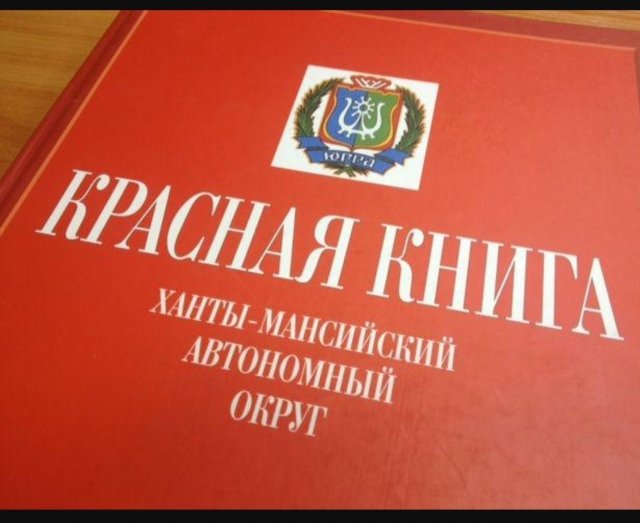 ЮГРА
КРАСНАЯ КНИГА
ХАНТЫ-МАНСИЙСКИЙ
АВТОНОМНЫЙ
ОКРУГ